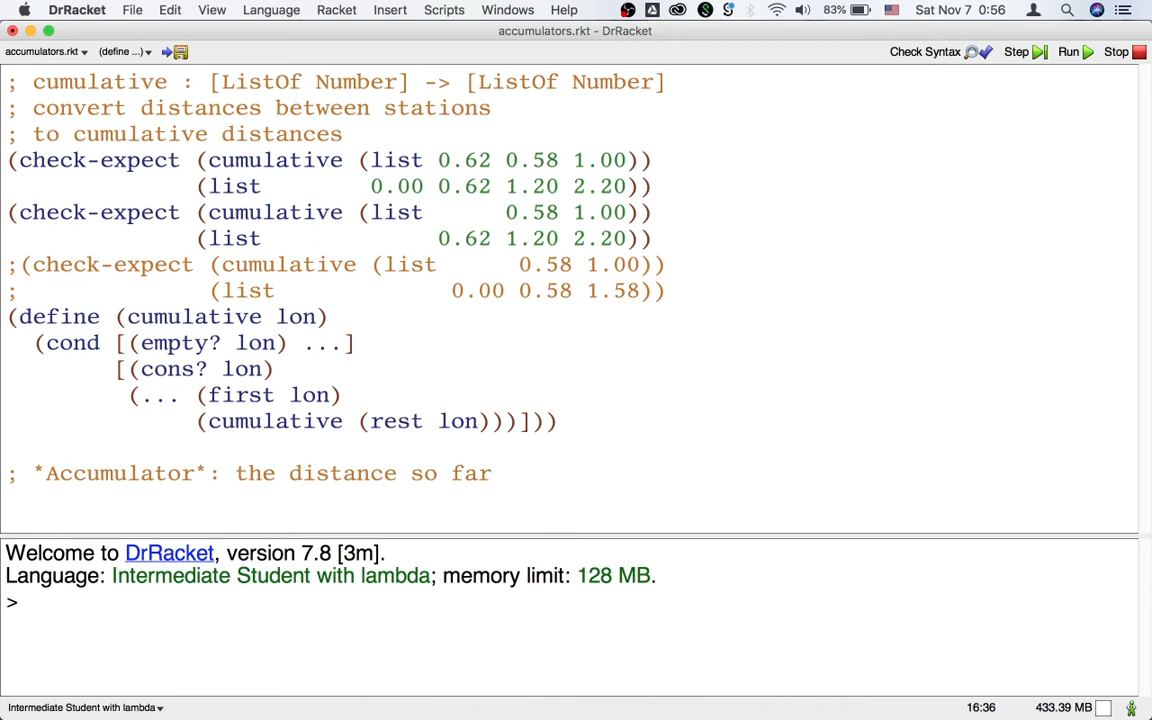 DrRacket File Edit View Language Racket Insert Scripts Windows Help 83% Sat Nov 7 0:56
accumulators.rkt - DrRacket
accumulators.rkt (define ...) Check Syntax Step Run Stop
; cumulative : [ListOf Number] -> [ListOf Number]
; convert distances between stations
; to cumulative distances
(check-expect (cumulative (list 0.62 0.58 1.00))
(list 0.00 0.62 1.20 2.20))
(check-expect (cumulative (list 0.58 1.00))
(list 0.62 1.20 2.20))
;(check-expect (cumulative (list 0.58 1.00))
; (list 0.00 0.58 1.58))
(define (cumulative lon)
(cond [(empty? lon) ...]
[(cons? lon)
(... (first lon)
(cumulative (rest lon)))]))
; *Accumulator*: the distance so far
Welcome to DrRacket, version 7.8 [3m].
Language: Intermediate Student with lambda; memory limit: 128 MB.
>
Intermediate Student with lambda 16:36 433.39 MB